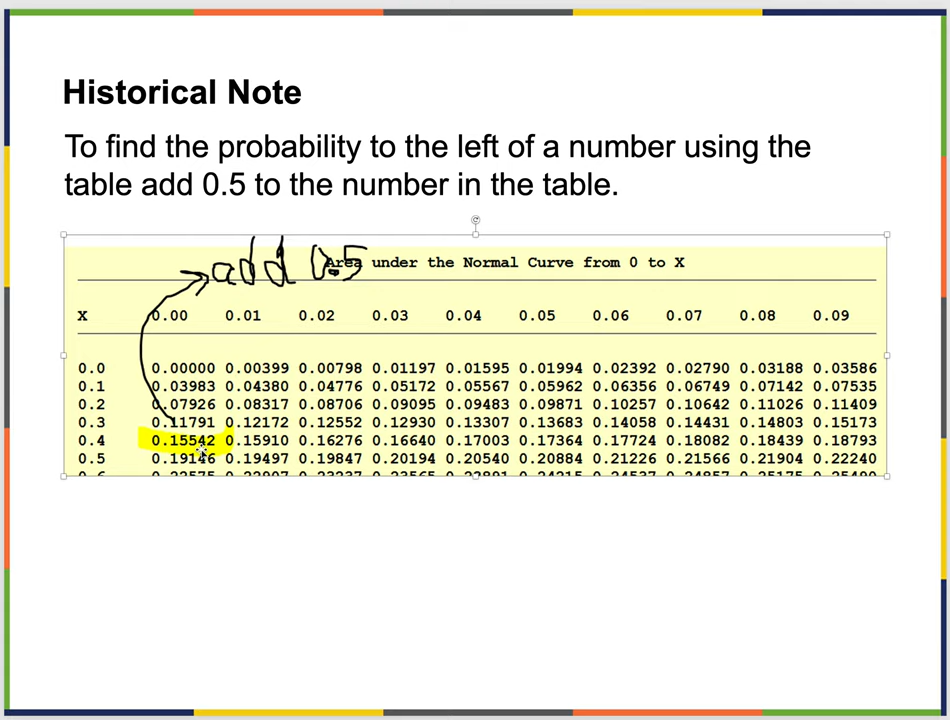 Historical Note
To find the probability to the left of a number using the
table add 0.5 to the number in the table.
add 0.5
Area under the Normal Curve from 0 to X
X 0.00 0.01 0.02 0.03 0.04 0.05 0.06 0.07 0.08 0.09
0.0 0.00000 0.00399 0.00798 0.01197 0.01595 0.01994 0.02392 0.02790 0.03188 0.03586
0.1 0.03983 0.04380 0.04776 0.05172 0.05567 0.05962 0.06356 0.06749 0.07142 0.07535
0.2 0.07926 0.08317 0.08706 0.09095 0.09483 0.09871 0.10257 0.10642 0.11026 0.11409
0.3 0.11791 0.12172 0.12552 0.12930 0.13307 0.13683 0.14058 0.14431 0.14803 0.15173
0.4 0.15542 0.15910 0.16276 0.16640 0.17003 0.17364 0.17724 0.18082 0.18439 0.18793
0.5 0.19146 0.19497 0.19847 0.20194 0.20540 0.20884 0.21226 0.21566 0.21904 0.22240